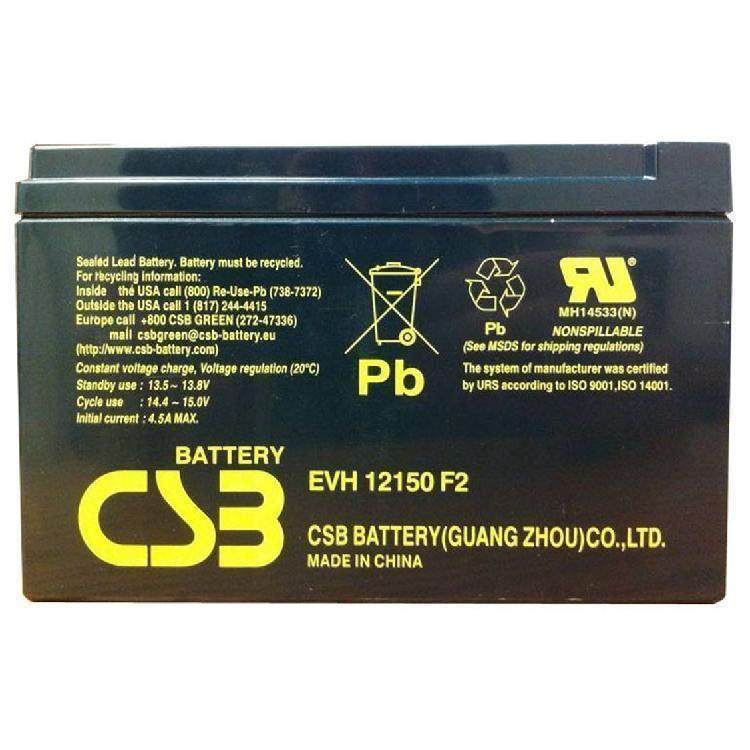 Sealed Lead Battery. Battery must be recycled.
For recycling information:
Inside the USA call (800) Re-Use-Pb (738-7372)
Outside the USA call 1 (817) 244-4415
Europe call +800 CSB GREEN (272-47336)
mail csbgreen@csb-battery.eu
(http://www.csb-battery.com)
Constant voltage charge, Voltage regulation (20°C)
Standby use : 13.5 ~ 13.8V
Cycle use : 14.4 ~ 15.0V
Initial current : 4.5A MAX.
Pb
Pb
RU
MH14533(N)
NONSPILLABLE
(See MSDS for shipping regulations)
The system of manufacturer was certified
by URS according to ISO 9001,ISO 14001.
BATTERY
CSB
EVH 12150 F2
CSB BATTERY(GUANG ZHOU)CO.,LTD.
MADE IN CHINA